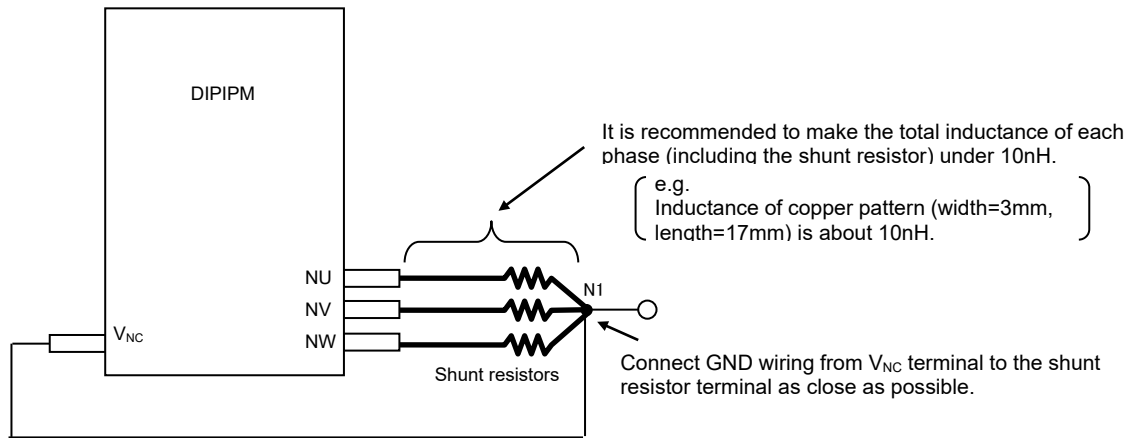 DIPIPM
It is recommended to make the total inductance of each
phase (including the shunt resistor) under 10nH.
e.g.
Inductance of copper pattern (width=3mm,
length=17mm) is about 10nH.
NU
N1
NV
VNC
NW
Shunt resistors
Connect GND wiring from VNC terminal to the shunt
resistor terminal as close as possible.